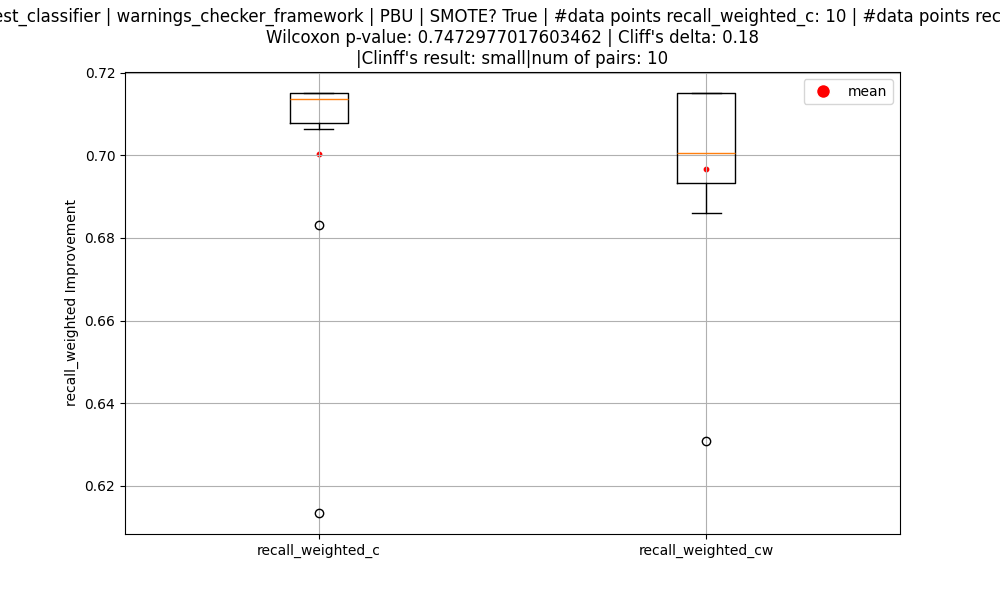 est_classifier | warnings_checker_framework | PBU | SMOTE? True | #data points recall_weighted_c: 10 | #data points rec
Wilcoxon p-value: 0.7472977017603462 | Cliff's delta: 0.18
|Clinff's result: small|num of pairs: 10
0.72
mean
0.70
0.68
recall_weighted Improvement
0.66
0.64
0.62
recall_weighted_c
recall_weighted_cw